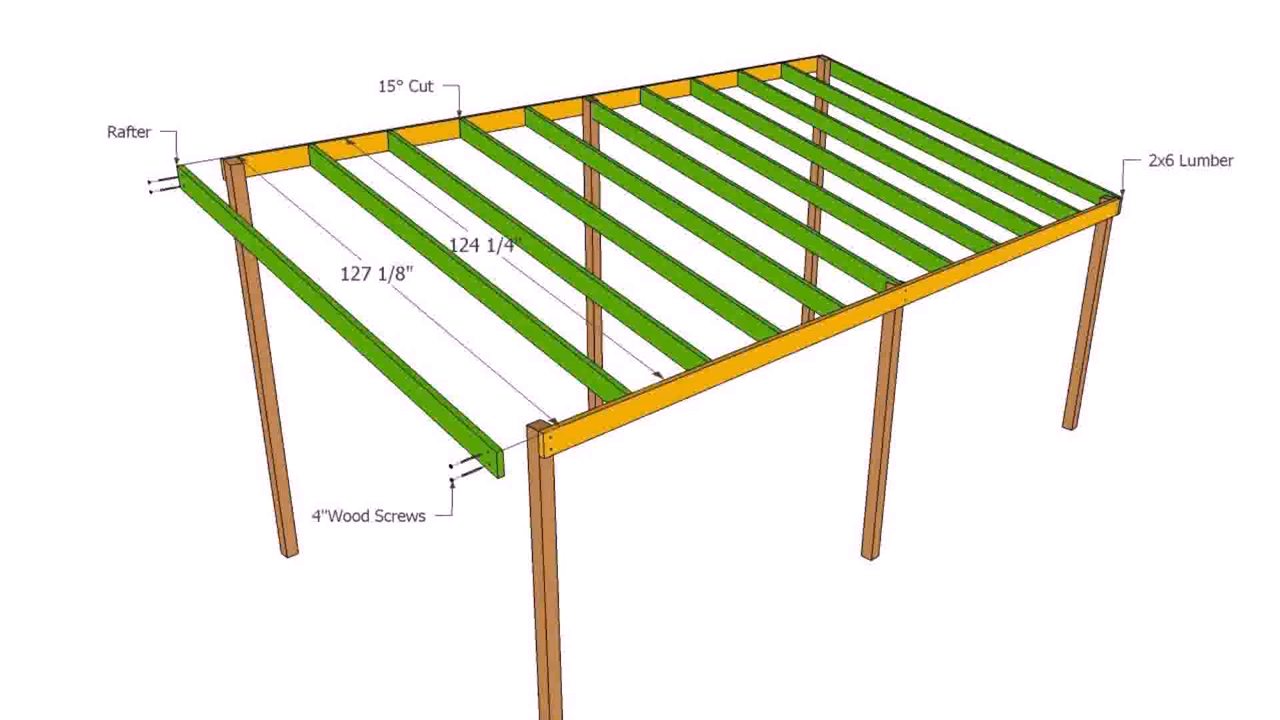 15° Cut
Rafter
2x6 Lumber
124 1/4"
127 1/8"
4"Wood Screws